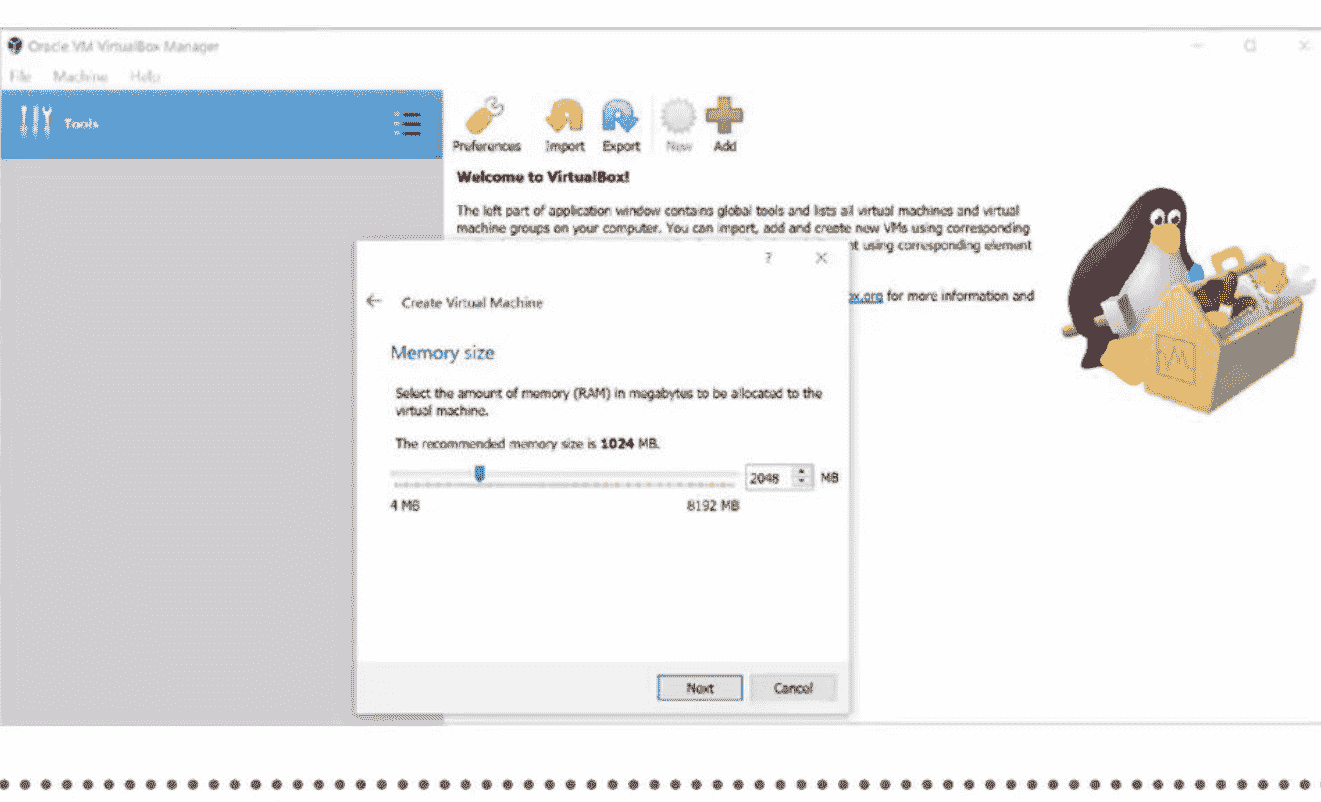 Oracle VM VirtualBox Manager
File Machine Help
Tools
Preferences Import Export New Add
Welcome to VirtualBox!
The left part of application window contains global tools and lists all virtual machines and virtual
machine groups on your computer. You can import, add and create new VMs using corresponding
using corresponding element
ox.org for more information and
? ×
← Create Virtual Machine
Memory size
Select the amount of memory (RAM) in megabytes to be allocated to the
virtual machine.
The recommended memory size is 1024 MB.
2048 MB
4 MB 8192 MB
Next Cancel